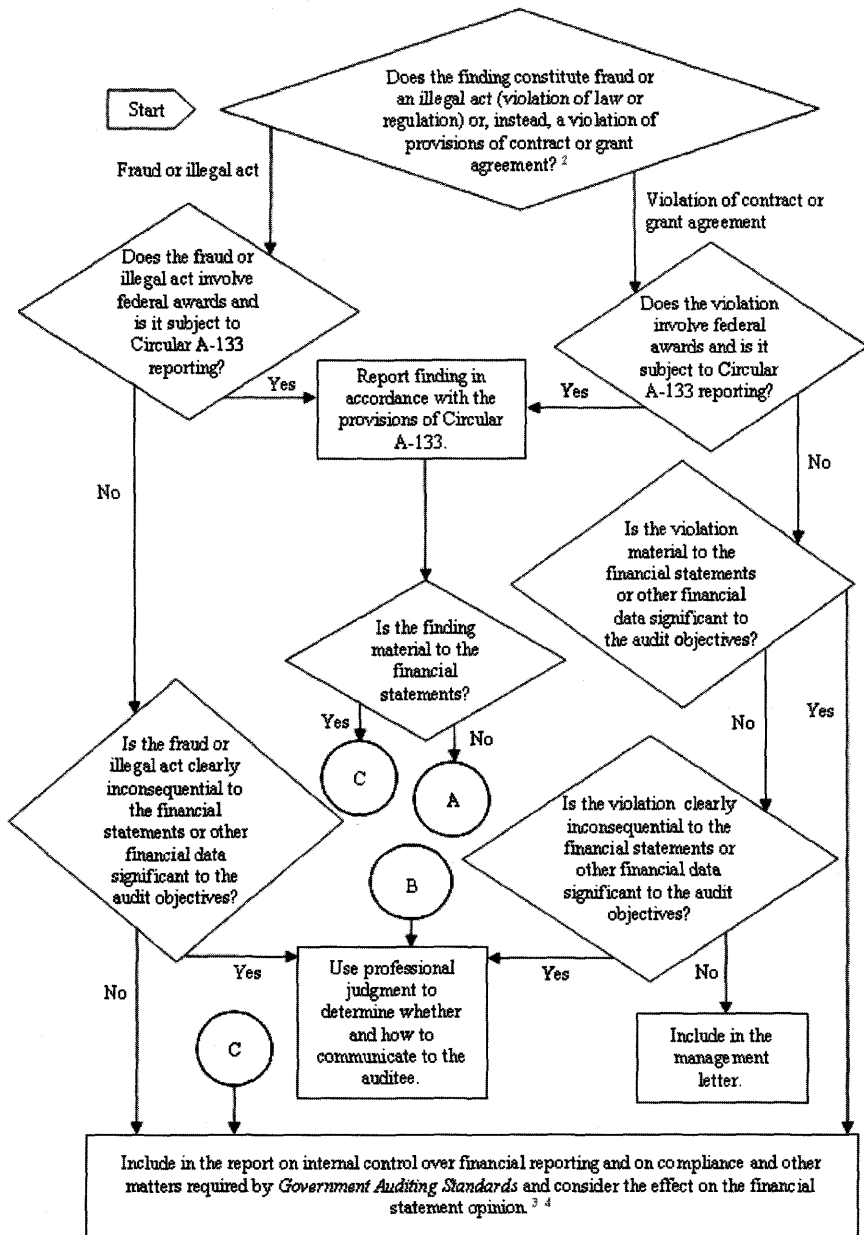 Start
Does the finding constitute fraud or
an illegal act (violation of law or
regulation) or, instead, a violation of
provisions of contract or grant
agreement? 2
Fraud or illegal act
Violation of contract or
grant agreement
Does the fraud or
illegal act involve
federal awards and
is it subject to
Circular A-133
reporting?
Does the violation
involve federal
awards and is it
subject to Circular
A-133 reporting?
Yes
Report finding in
accordance with the
provisions of Circular
A-133.
Yes
No
No
Is the violation
material to the
financial statements
or other financial
data significant to
the audit objectives?
Is the finding
material to the
financial
statements?
Yes
No
No
Yes
C
A
Is the fraud or
illegal act clearly
inconsequential to
the financial
statements or other
financial data
significant to the
audit objectives?
Is the violation clearly
inconsequential to the
financial statements or
other financial data
significant to the audit
objectives?
B
No
Yes
Use professional
judgment to
determine whether
and how to
communicate to the
auditee.
Yes
No
Include in the
management
letter.
C
Include in the report on internal control over financial reporting and on compliance and other
matters required by Government Auditing Standards and consider the effect on the financial
statement opinion. 3 4